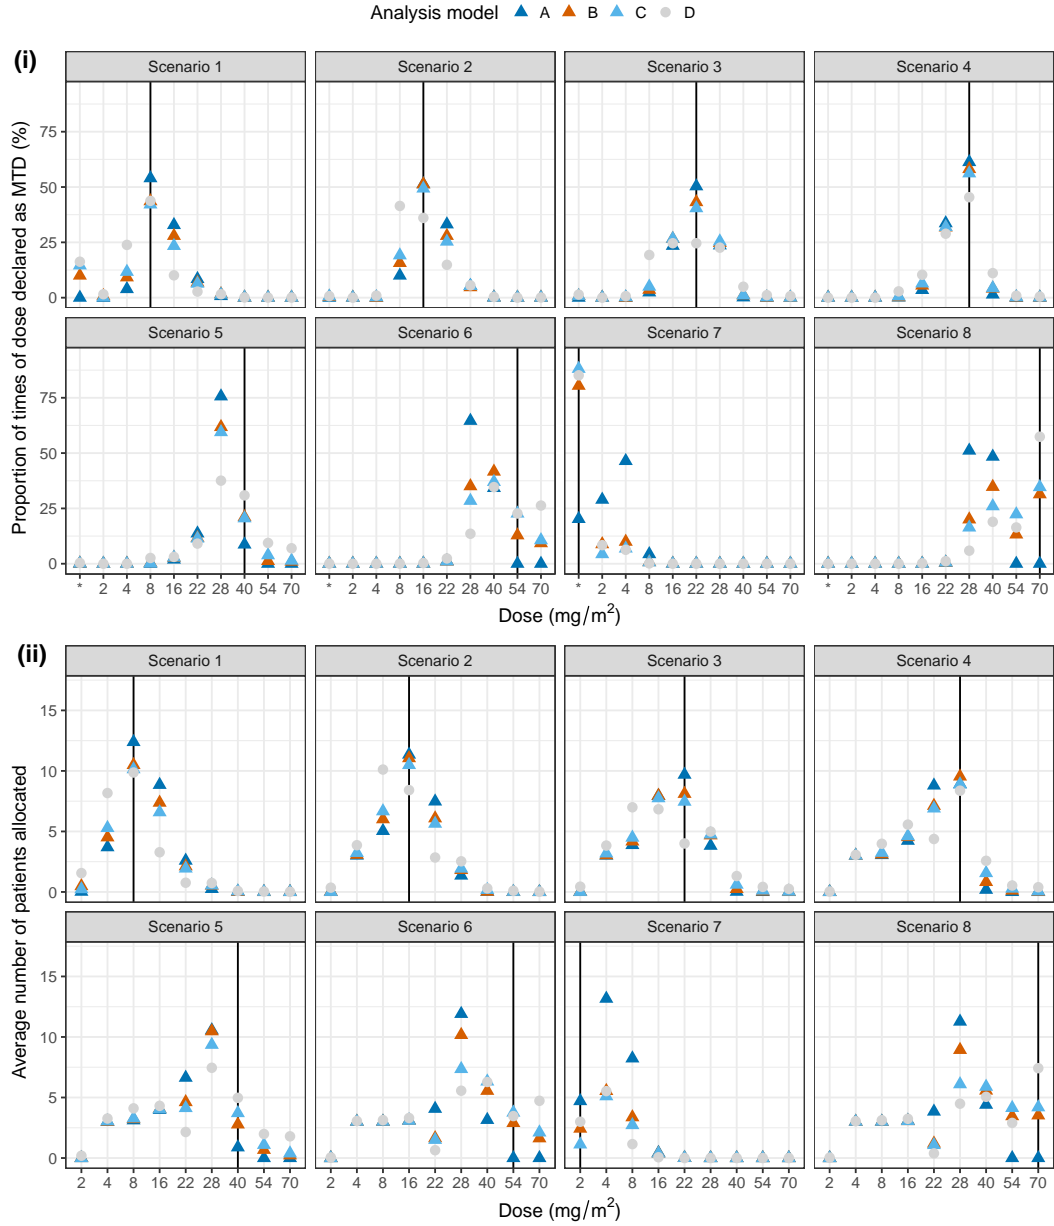 Analysis model A B C D
(i)
Scenario 1 Scenario 2 Scenario 3 Scenario 4
75
50
25
0
Scenario 5 Scenario 6 Scenario 7 Scenario 8
75
50
25
0
* 2 4 8 16 22 28 40 54 70 * 2 4 8 16 22 28 40 54 70 * 2 4 8 16 22 28 40 54 70 * 2 4 8 16 22 28 40 54 70
Dose (mg/m²)
Proportion of times of dose declared as MTD (%)
(ii)
Scenario 1 Scenario 2 Scenario 3 Scenario 4
15
10
5
0
Scenario 5 Scenario 6 Scenario 7 Scenario 8
15
10
5
0
2 4 8 16 22 28 40 54 70 2 4 8 16 22 28 40 54 70 2 4 8 16 22 28 40 54 70 2 4 8 16 22 28 40 54 70
Dose (mg/m²)
Average number of patients allocated